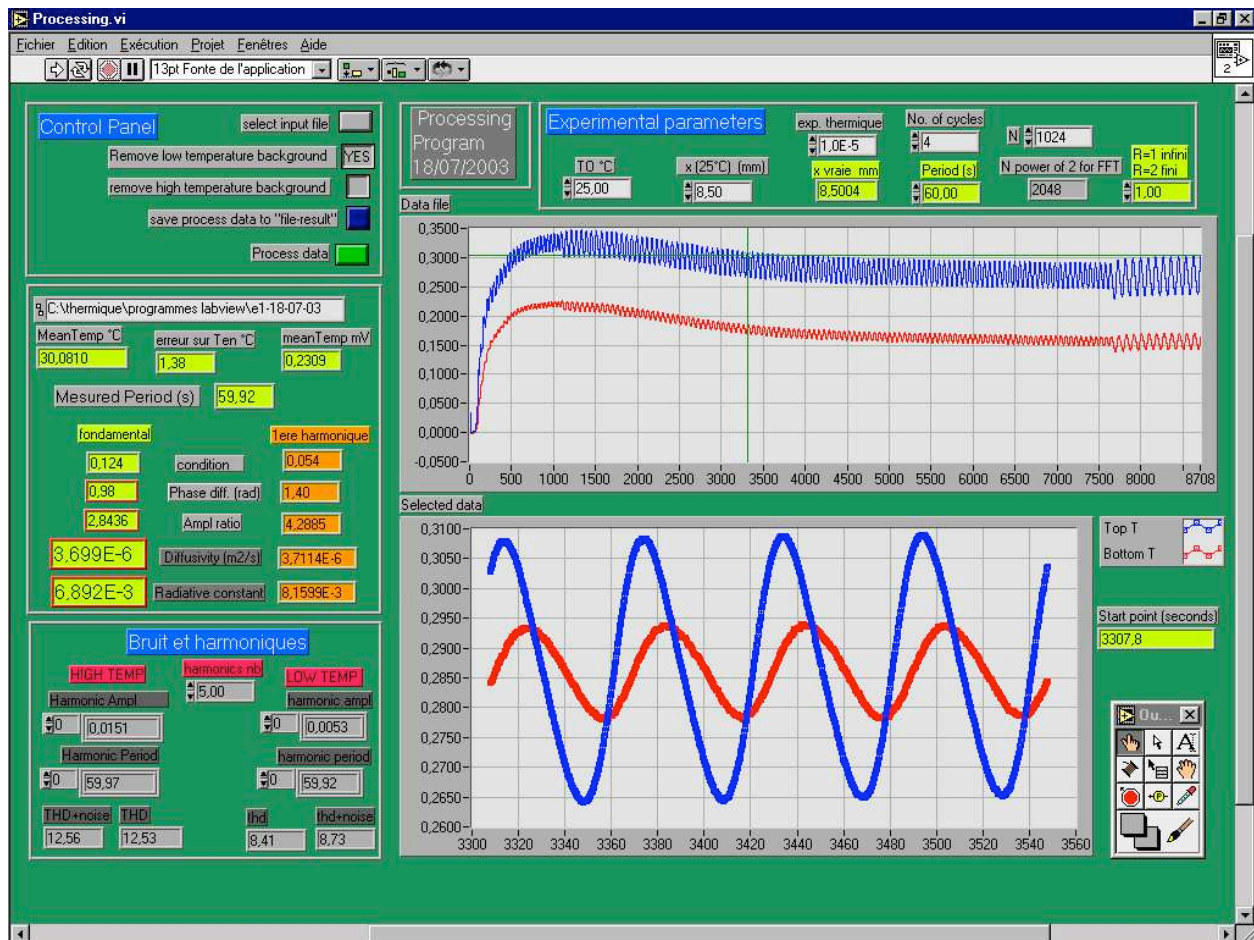 Processing.vi
Fichier Edition Exécution Projet Fenêtres Aide
13pt Fonte de l'application
2
Control Panel
select input file
Remove low temperature background YES
remove high temperature background
save process data to "file-result"
Process data
Processing
Program
18/07/2003
Experimental parameters
exp. thermique
1,0E-5
No. of cycles
4
N 1024
TO °C
25,00
x (25°C) (mm)
8,50
x vraie mm
8,5004
Period (s)
60,00
N power of 2 for FFT
2048
R=1 infini
R=2 fini
1,00
C:\thermique\programmes labview\e1-18-07-03
MeanTemp °C
30,0810
erreur sur Ten °C
1,38
meanTemp mV
0,2309
Mesured Period (s) 59,92
fondamental
1ere harmonique
0,124 condition 0,054
0,98 Phase diff. (rad) 1,40
2,8436 Ampl ratio 4,2885
3,699E-6 Diffusivity (m2/s) 3,7114E-6
6,892E-3 Radiative constant 8,1599E-3
Bruit et harmoniques
HIGH TEMP
harmonics nb
5,00
LOW TEMP
Harmonic Ampl
0 0,0151
harmonic ampl
0 0,0053
Harmonic Period
0 59,97
harmonic period
0 59,92
THD+noise THD
12,56 12,53
thd thd+noise
8,41 8,73
Data file
0,3500
0,3000
0,2500
0,2000
0,1500
0,1000
0,0500
0,0000
-0,0500
0 500 1000 1500 2000 2500 3000 3500 4000 4500 5000 5500 6000 6500 7000 7500 8000 8708
Selected data
0,3100
0,3050
0,3000
0,2950
0,2900
0,2850
0,2800
0,2750
0,2700
0,2650
0,2600
3300 3320 3340 3360 3380 3400 3420 3440 3460 3480 3500 3520 3540 3560
Top T
Bottom T
Start point (seconds)
3307,8
Ou...
A
P